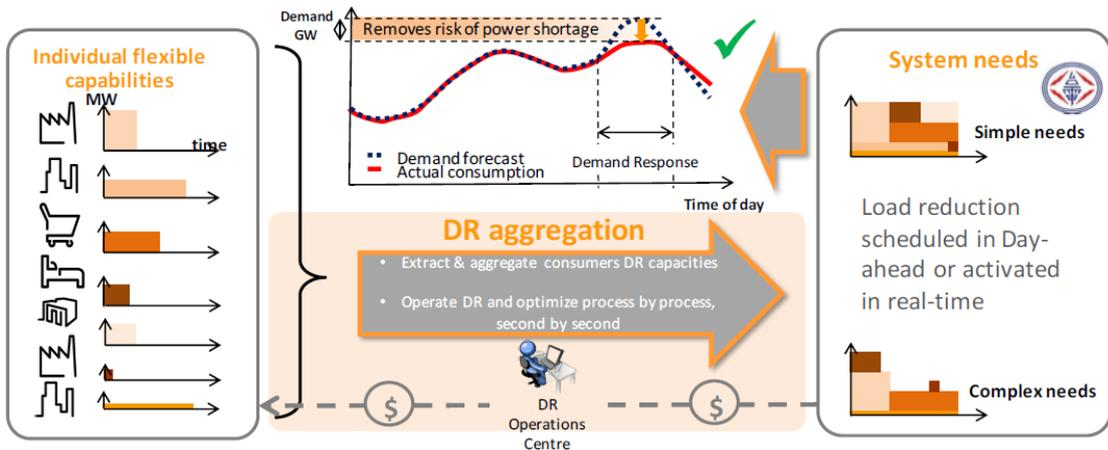 Individual flexible
capabilities
MW
time
Demand
GW
Removes risk of power shortage
Demand forecast
Actual consumption
Demand Response
Time of day
DR aggregation
• Extract & aggregate consumers DR capacities
• Operate DR and optimize process by process,
second by second
$
$
DR
Operations
Centre
System needs
Simple needs
Load reduction
scheduled in Day-
ahead or activated
in real-time
Complex needs